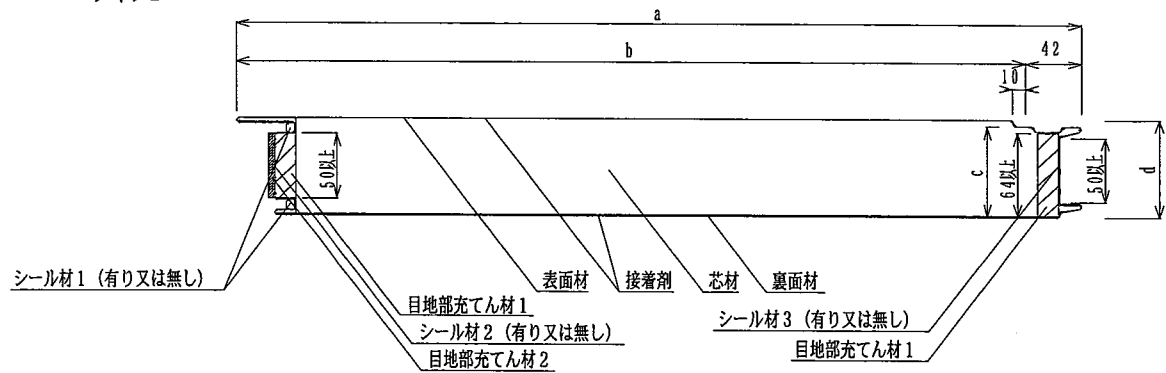 a
b
42
10
50以上
c
64以上
50以上
d
シール材1 (有り又は無し)
表面材
接着剤
芯材
裏面材
目地部充てん材1
シール材2 (有り又は無し)
目地部充てん材2
シール材3 (有り又は無し)
目地部充てん材1